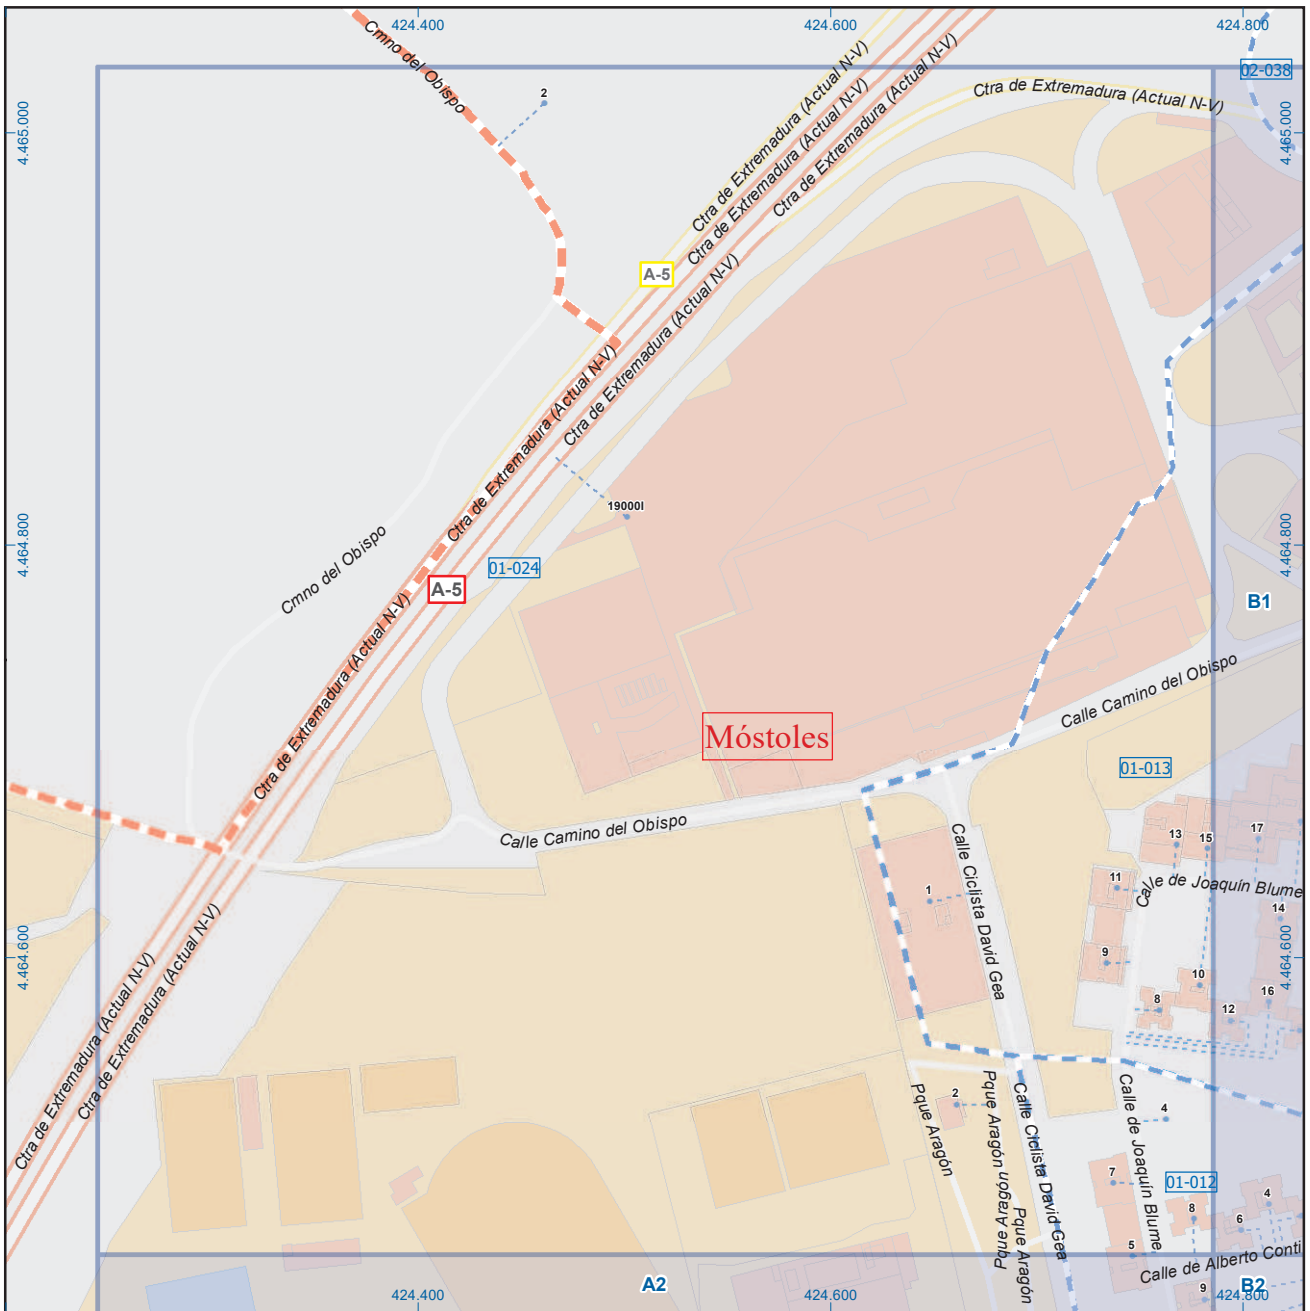 424.400
424.600
424.800
Cmno del Obispo
2
02-038
4.465.000
4.465.000
Ctra de Extremadura (Actual N-V)
Ctra de Extremadura (Actual N-V)
Ctra de Extremadura (Actual N-V)
Ctra de Extremadura (Actual N-V)
A-5
Ctra de Extremadura (Actual N-V)
Ctra de Extremadura (Actual N-V)
19000I
4.464.800
4.464.800
Cmno del Obispo
01-024
A-5
B1
Ctra de Extremadura (Actual N-V)
Calle Camino del Obispo
Móstoles
01-013
Calle Camino del Obispo
13
15
17
Calle Ciclista David Gea
11
1
Calle de Joaquín Blume
14
4.464.600
4.464.600
9
10
8
16
12
Ctra de Extremadura (Actual N-V)
Ctra de Extremadura (Actual N-V)
2
Pque Aragón
Pque Aragón
Calle Ciclista David Gea
Calle de Joaquín Blume
4
7
01-012
8
4
6
Pque Aragón
Pque Aragón
5
Calle de Alberto Conti
A2
B2
9
424.400
424.600
424.800